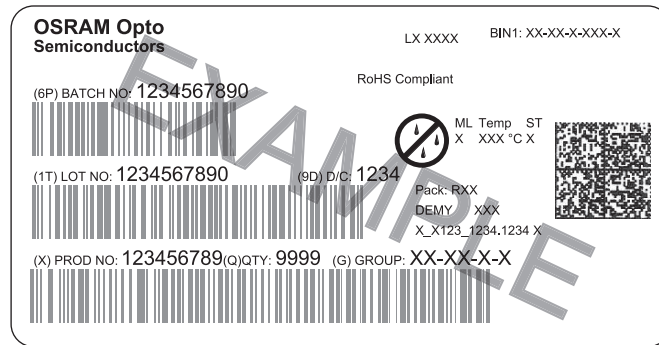 OSRAM Opto
Semiconductors
LX XXXX
BIN1: XX-XX-X-XXX-X
RoHS Compliant
(6P) BATCH NO: 1234567890
ML Temp ST
X XXX °C X
(1T) LOT NO: 1234567890 (9D) D/C: 1234
Pack: RXX
DEMY XXX
X_X123_1234.1234 X
(X) PROD NO: 123456789(Q)QTY: 9999 (G) GROUP: XX-XX-X-X
EXAMPLE